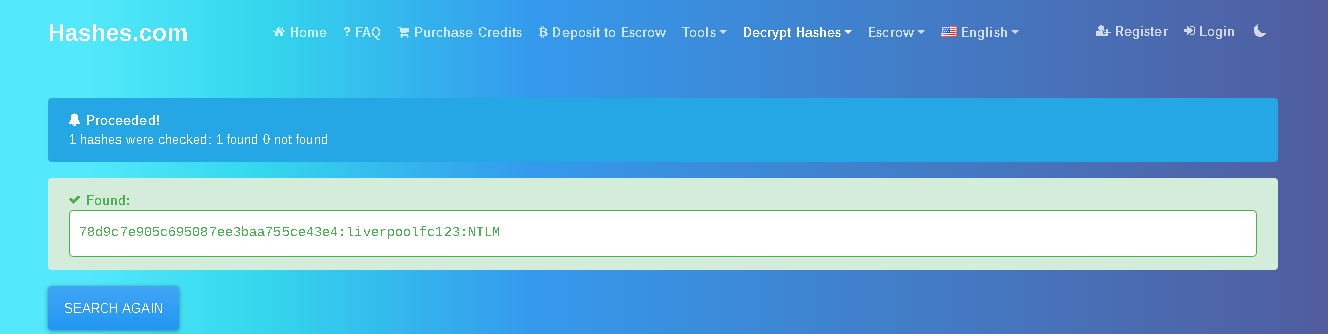 Hashes.com Home ? FAQ Purchase Credits Deposit to Escrow Tools Decrypt Hashes Escrow English Register Login
Proceeded!
1 hashes were checked: 1 found 0 not found
Found:
78d9c7e905c695087ee3baa755ce43e4:liverpoolfc123:NTLM
SEARCH AGAIN